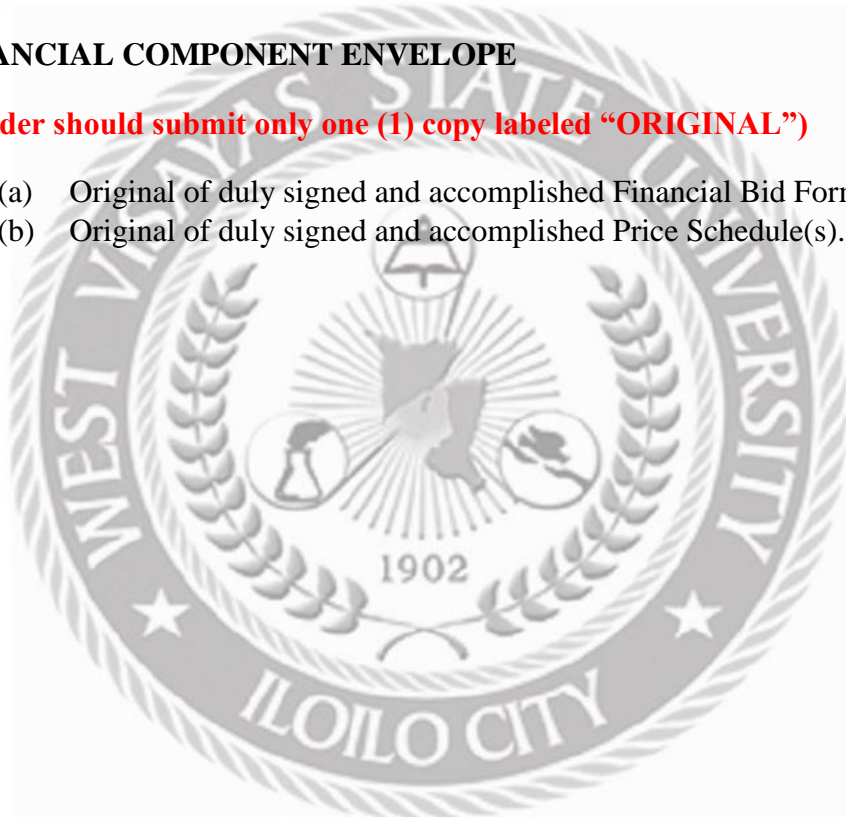 ANCIAL COMPONENT ENVELOPE
der should submit only one (1) copy labeled “ORIGINAL”)
(a) Original of duly signed and accomplished Financial Bid Form
(b) Original of duly signed and accomplished Price Schedule(s).
WEST VISAYAS STATE UNIVERSITY
1902
ILOILO CITY